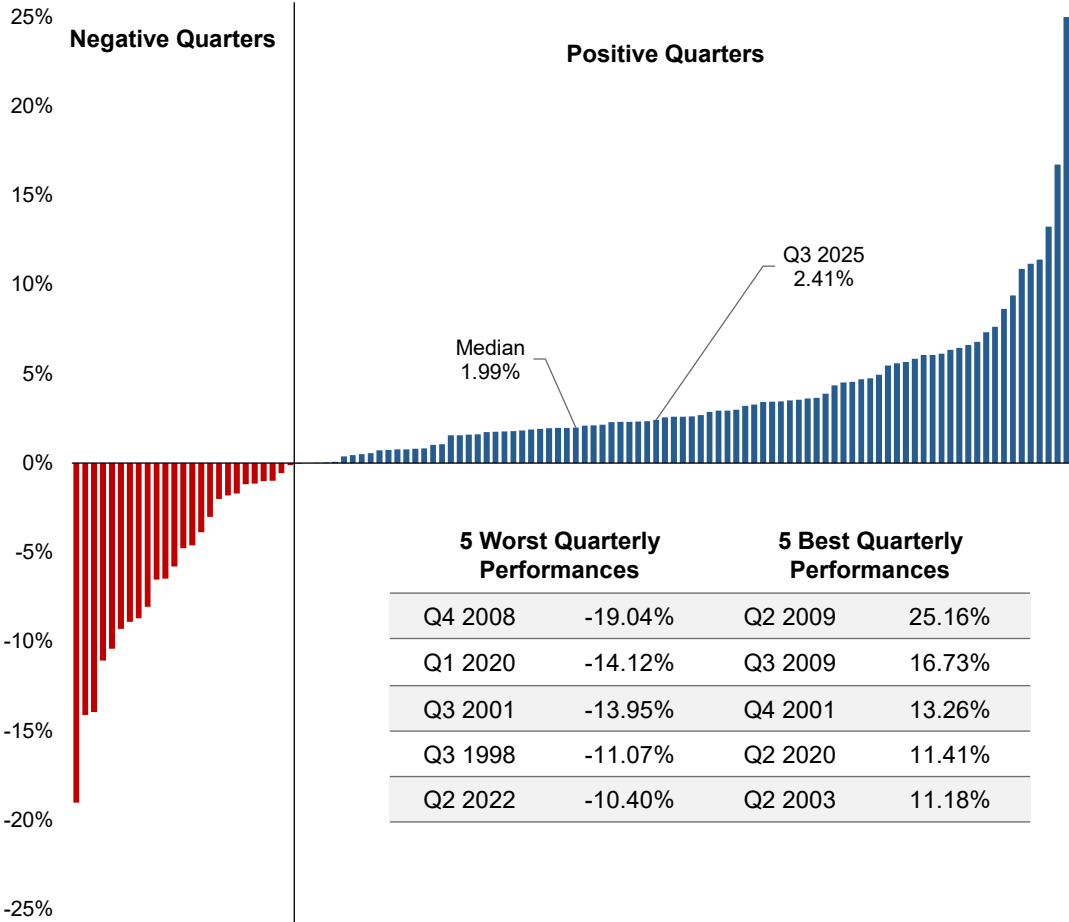 25%
Negative Quarters
Positive Quarters
20%
15%
Q3 2025
2.41%
10%
Median
1.99%
5%
0%
-5%
5 Worst Quarterly
Performances
5 Best Quarterly
Performances
Q4 2008 -19.04% Q2 2009 25.16%
-10%
Q1 2020 -14.12% Q3 2009 16.73%
Q3 2001 -13.95% Q4 2001 13.26%
-15%
Q3 1998 -11.07% Q2 2020 11.41%
Q2 2022 -10.40% Q2 2003 11.18%
-20%
-25%